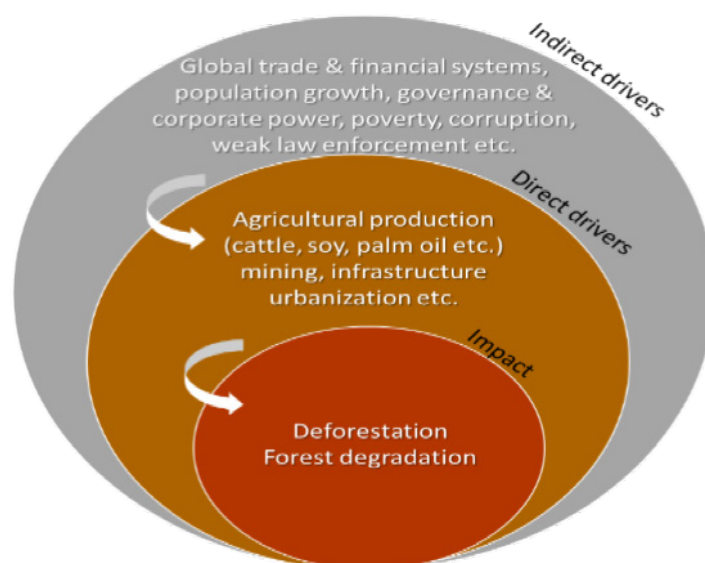 Indirect drivers
Global trade & financial systems,
population growth, governance &
corporate power, poverty, corruption,
weak law enforcement etc.
Direct drivers
Agricultural production
(cattle, soy, palm oil etc.)
mining, infrastructure
urbanization etc.
Impact
Deforestation
Forest degradation